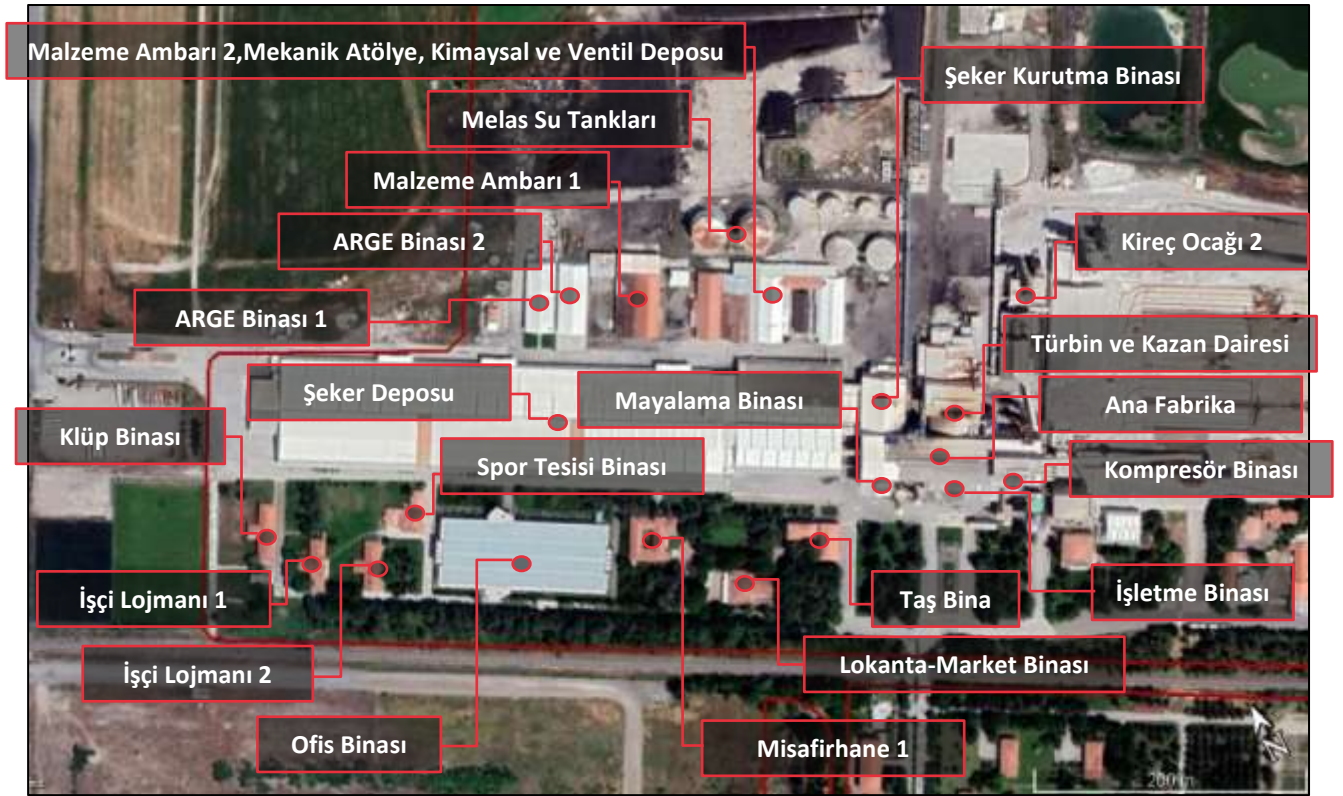 Malzeme Ambarı 2,Mekanik Atölye, Kimaysal ve Ventil Deposu
Şeker Kurutma Binası
Melas Su Tankları
Malzeme Ambarı 1
ARGE Binası 2
Kireç Ocağı 2
ARGE Binası 1
Türbin ve Kazan Dairesi
Şeker Deposu
Mayalama Binası
Ana Fabrika
Klüp Binası
Spor Tesisi Binası
Kompresör Binası
İşçi Lojmanı 1
Taş Bina
İşletme Binası
İşçi Lojmanı 2
Lokanta-Market Binası
Ofis Binası
Misafirhane 1
N
200 m